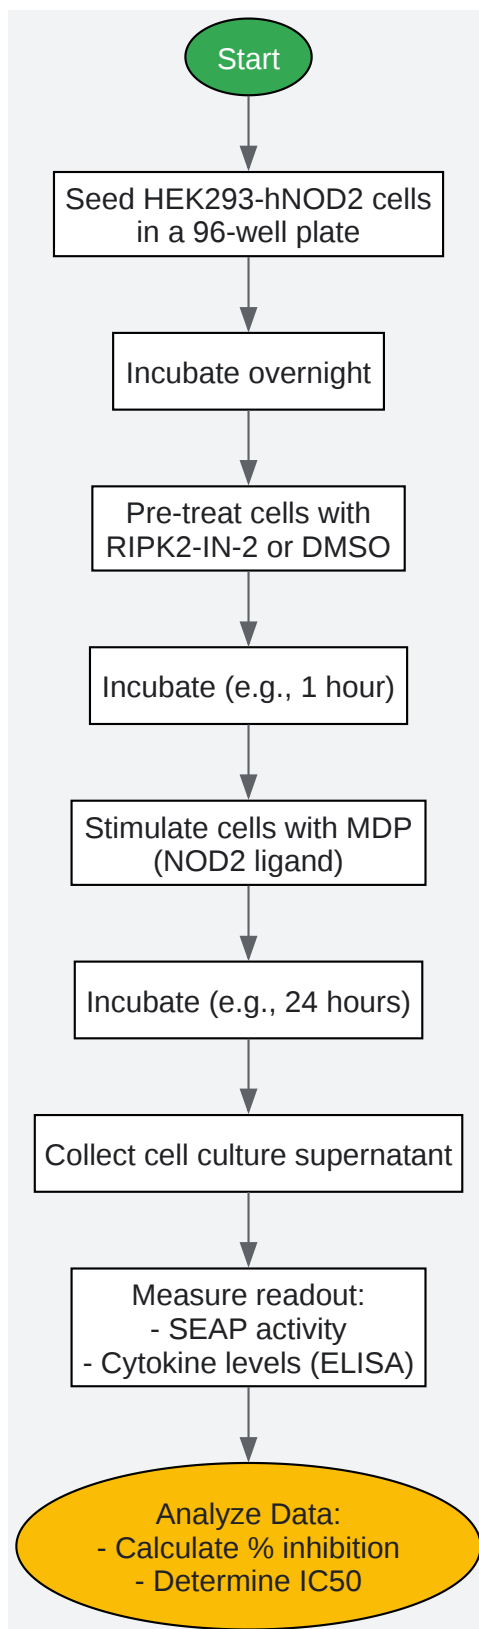 Start
Seed HEK293-hNOD2 cells
in a 96-well plate
Incubate overnight
Pre-treat cells with
RIPK2-IN-2 or DMSO
Incubate (e.g., 1 hour)
Stimulate cells with MDP
(NOD2 ligand)
Incubate (e.g., 24 hours)
Collect cell culture supernatant
Measure readout:
- SEAP activity
- Cytokine levels (ELISA)
Analyze Data:
- Calculate % inhibition
- Determine IC50